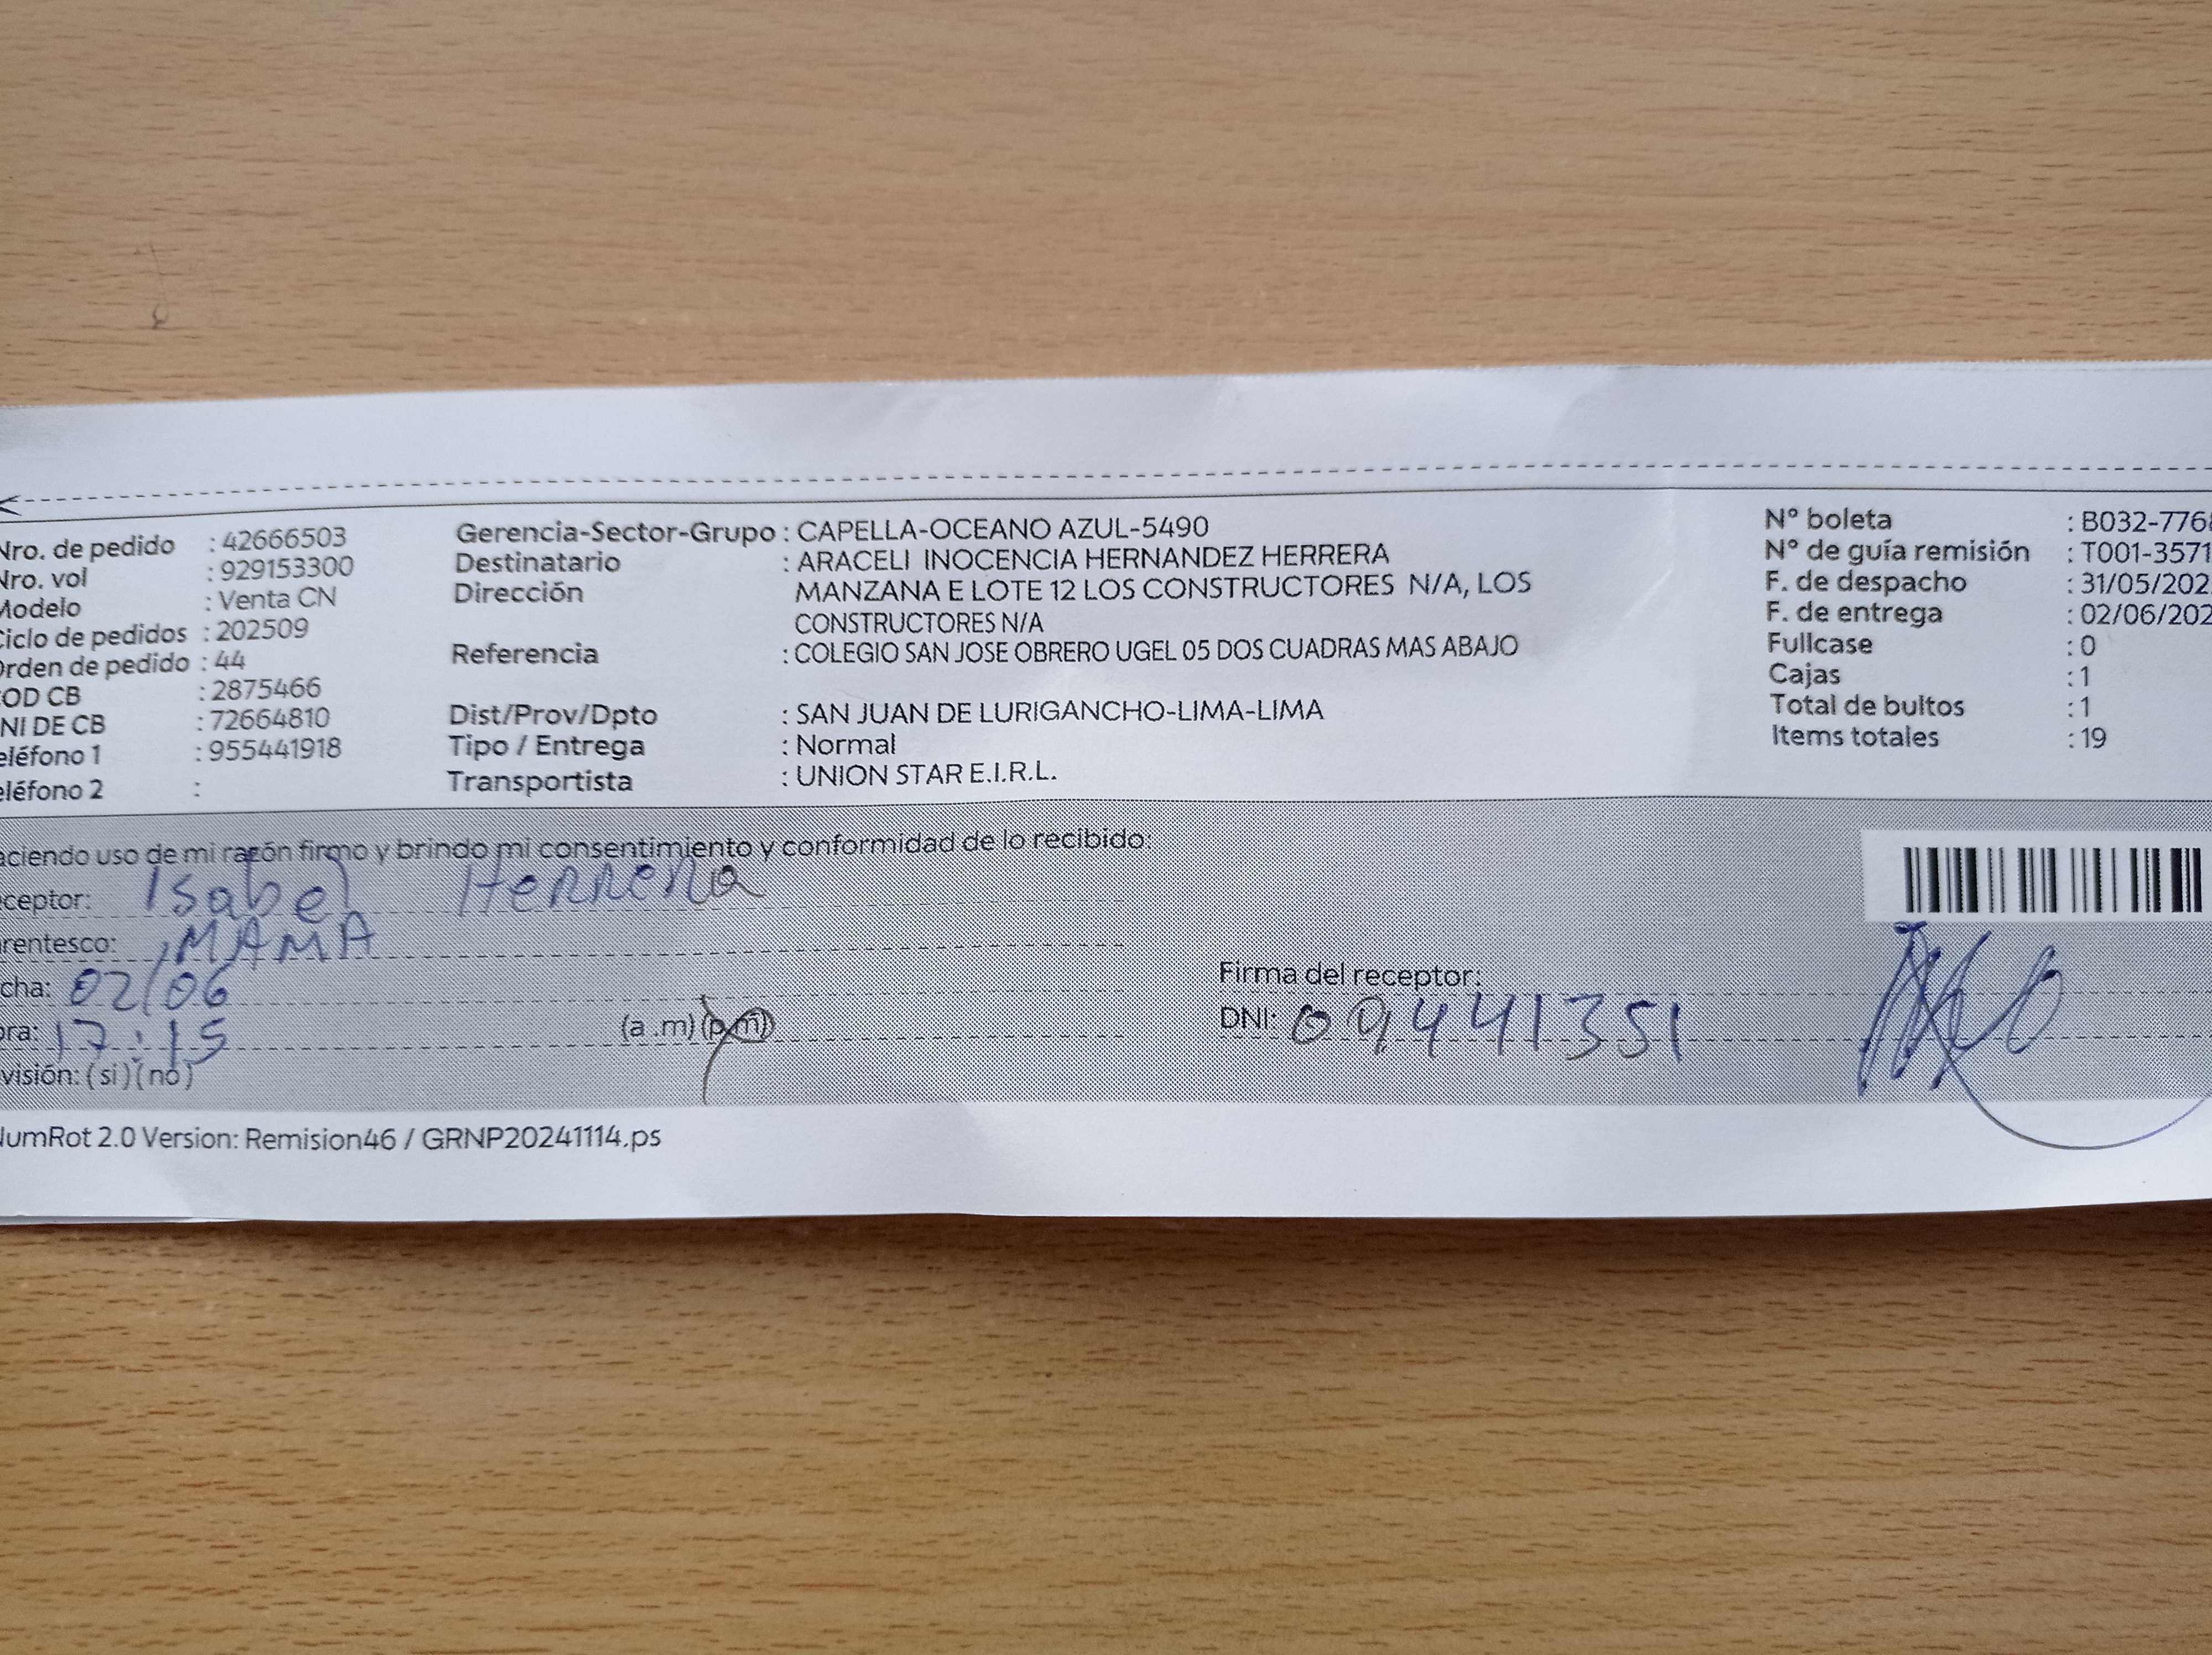 Nro. de pedido : 42666503
Nro. vol : 929153300
Modelo : Venta CN
Ciclo de pedidos : 202509
Orden de pedido : 44
OD CB : 2875466
NI DE CB : 72664810
eléfono 1 : 955441918
eléfono 2 :
Gerencia-Sector-Grupo : CAPELLA-OCEANO AZUL-5490
Destinatario : ARACELI INOCENCIA HERNANDEZ HERRERA
Dirección MANZANA E LOTE 12 LOS CONSTRUCTORES N/A, LOS
CONSTRUCTORES N/A
Referencia : COLEGIO SAN JOSE OBRERO UGEL 05 DOS CUADRAS MAS ABAJO
Dist/Prov/Dpto : SAN JUAN DE LURIGANCHO-LIMA-LIMA
Tipo / Entrega : Normal
Transportista : UNION STAR E.I.R.L.
N° boleta : B032-776
N° de guía remisión : T001-3571
F. de despacho : 31/05/202
F. de entrega : 02/06/202
Fullcase : 0
Cajas : 1
Total de bultos : 1
Items totales : 19
aciendo uso de mi razón firmo y brindo mi consentimiento y conformidad de lo recibido:
ceptor: Isabel Herrera
rentesco: MAMA
cha: 02/06
ora: 17:15 (a .m) (p.m)
visión: (si) (no)
Firma del receptor:
DNI: 09441351
NumRot 2.0 Version: Remision46 / GRNP20241114.ps